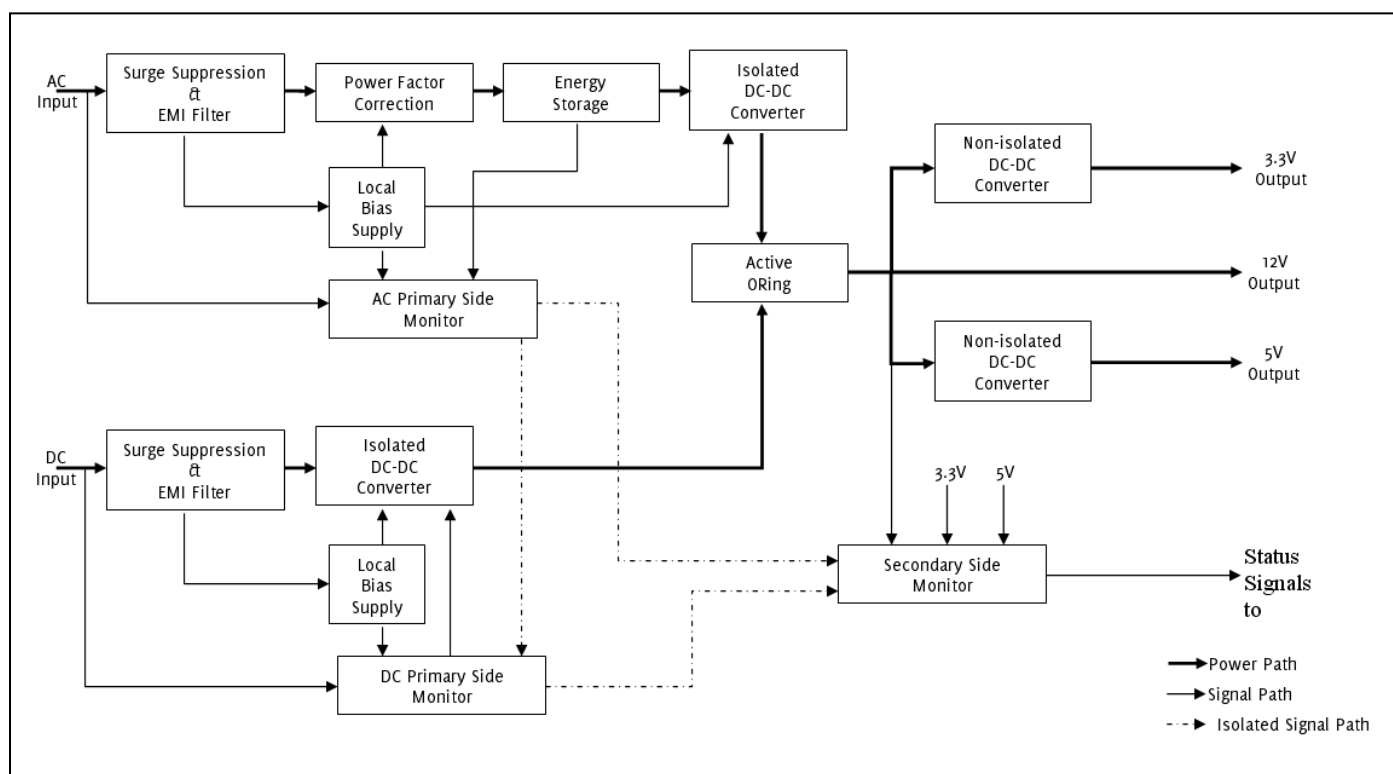 AC
Input
Surge Suppression
&
EMI Filter
Power Factor
Correction
Energy
Storage
Isolated
DC-DC
Converter
Local
Bias
Supply
AC Primary Side
Monitor
Active
ORing
Non-isolated
DC-DC
Converter
3.3V
Output
12V
Output
Non-isolated
DC-DC
Converter
5V
Output
DC
Input
Surge Suppression
&
EMI Filter
Isolated
DC-DC
Converter
Local
Bias
Supply
DC Primary Side
Monitor
3.3V
5V
Secondary Side
Monitor
Status
Signals
to
Power Path
Signal Path
Isolated Signal Path